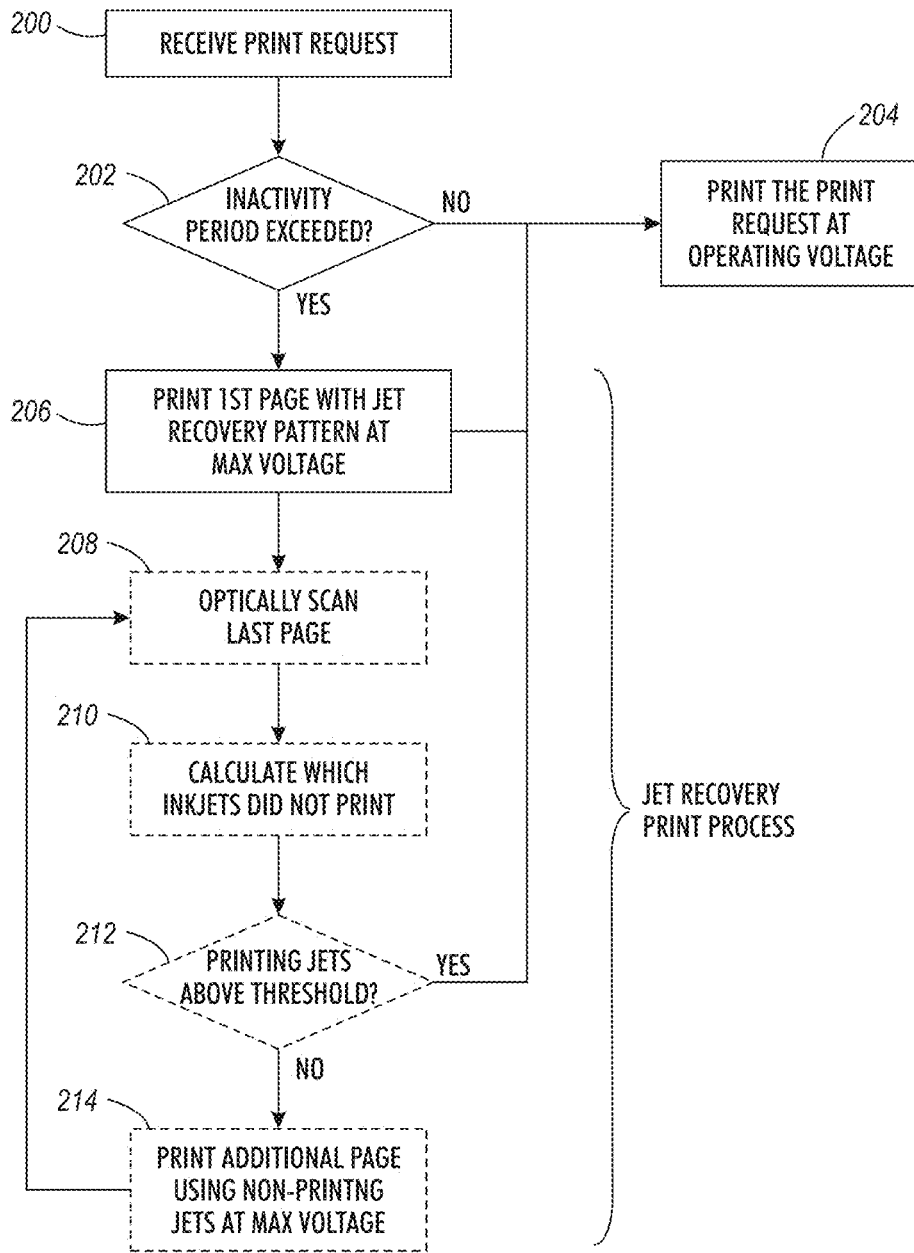 200
RECEIVE PRINT REQUEST
202
INACTIVITY
PERIOD EXCEEDED?
NO
YES
204
PRINT THE PRINT
REQUEST AT
OPERATING VOLTAGE
206
PRINT 1ST PAGE WITH JET
RECOVERY PATTERN AT
MAX VOLTAGE
208
OPTICALLY SCAN
LAST PAGE
210
CALCULATE WHICH
INKJETS DID NOT PRINT
JET RECOVERY
PRINT PROCESS
212
PRINTING JETS
ABOVE THRESHOLD?
YES
NO
214
PRINT ADDITIONAL PAGE
USING NON-PRINTNG
JETS AT MAX VOLTAGE